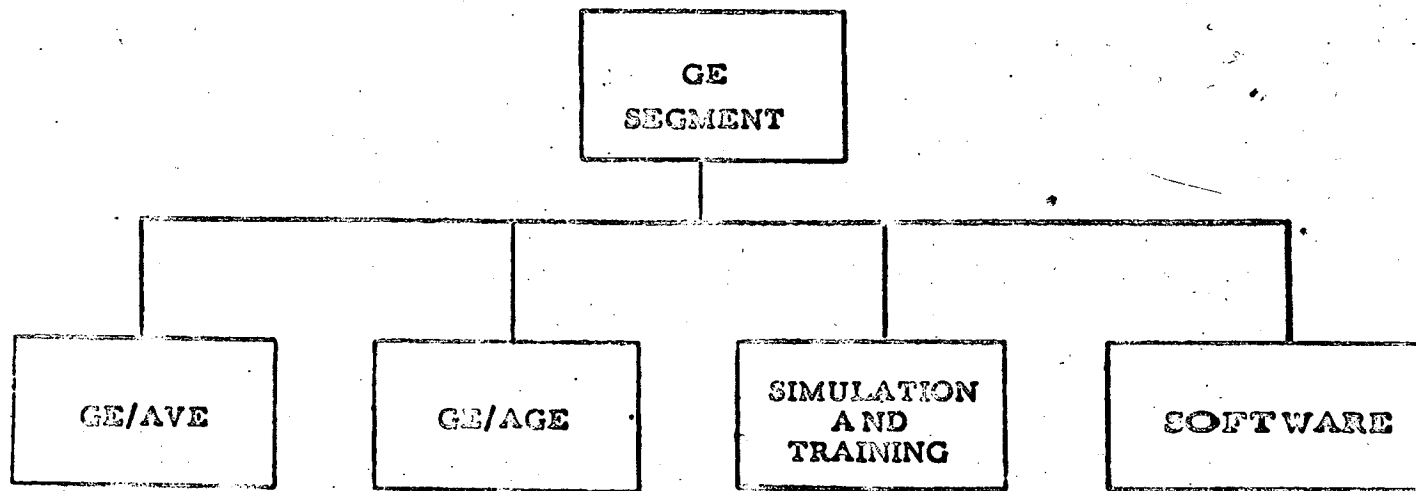 GE
SEGMENT
GE/AVE
GE/AGE
SIMULATION
AND
TRAINING
SOFTWARE